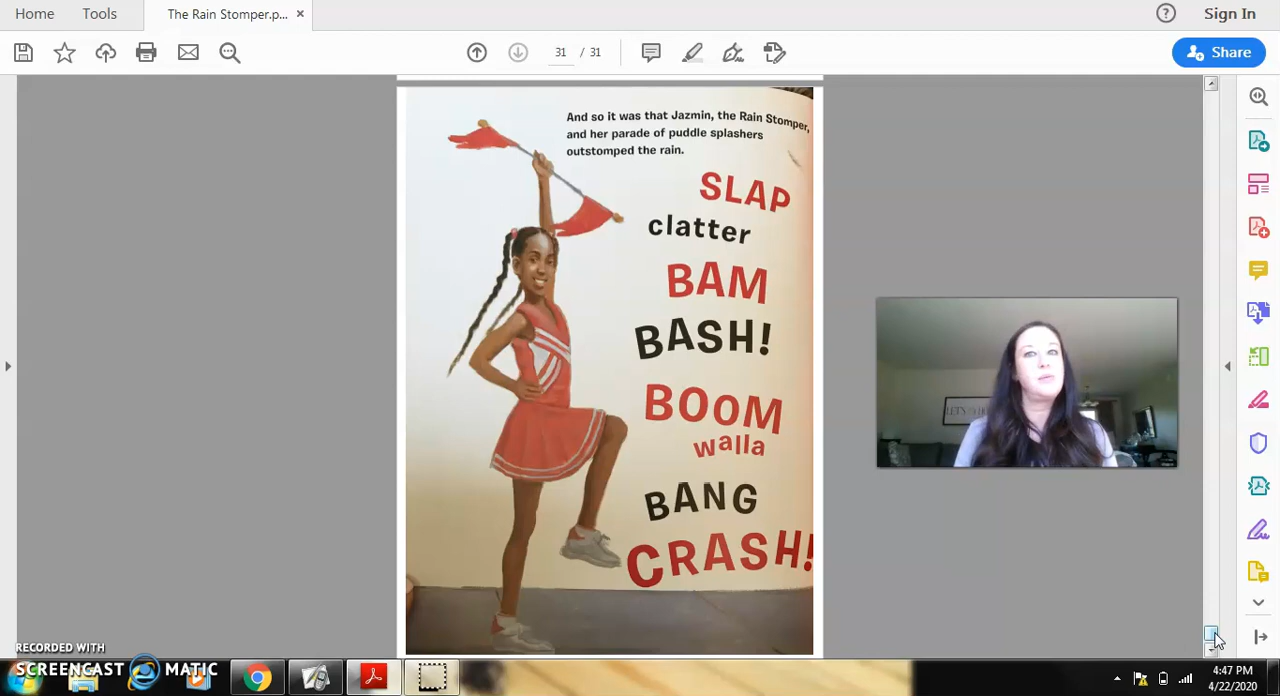 Home
Tools
The Rain Stomper.p...
Sign In
31 / 31
Share
And so it was that Jazmin, the Rain Stomper,
and her parade of puddle splashers
outstomped the rain.
SLAP
clatter
BAM
BASH!
BOOM
walla
BANG
CRASH!
RECORDED WITH
SCREENCAST MATIC
4:47 PM
4/22/2020